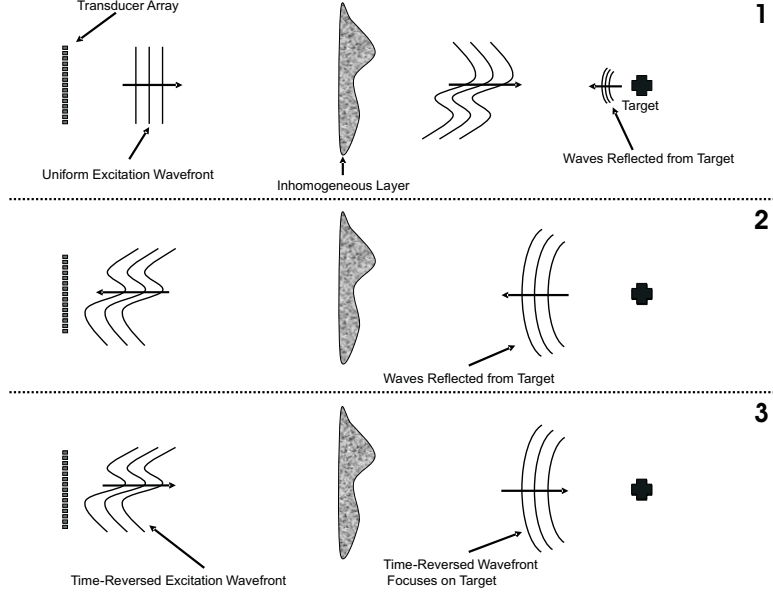 Transducer Array
1
Target
Uniform Excitation Wavefront
Waves Reflected from Target
Inhomogeneous Layer
2
Waves Reflected from Target
3
Time-Reversed Wavefront
Focuses on Target
Time-Reversed Excitation Wavefront